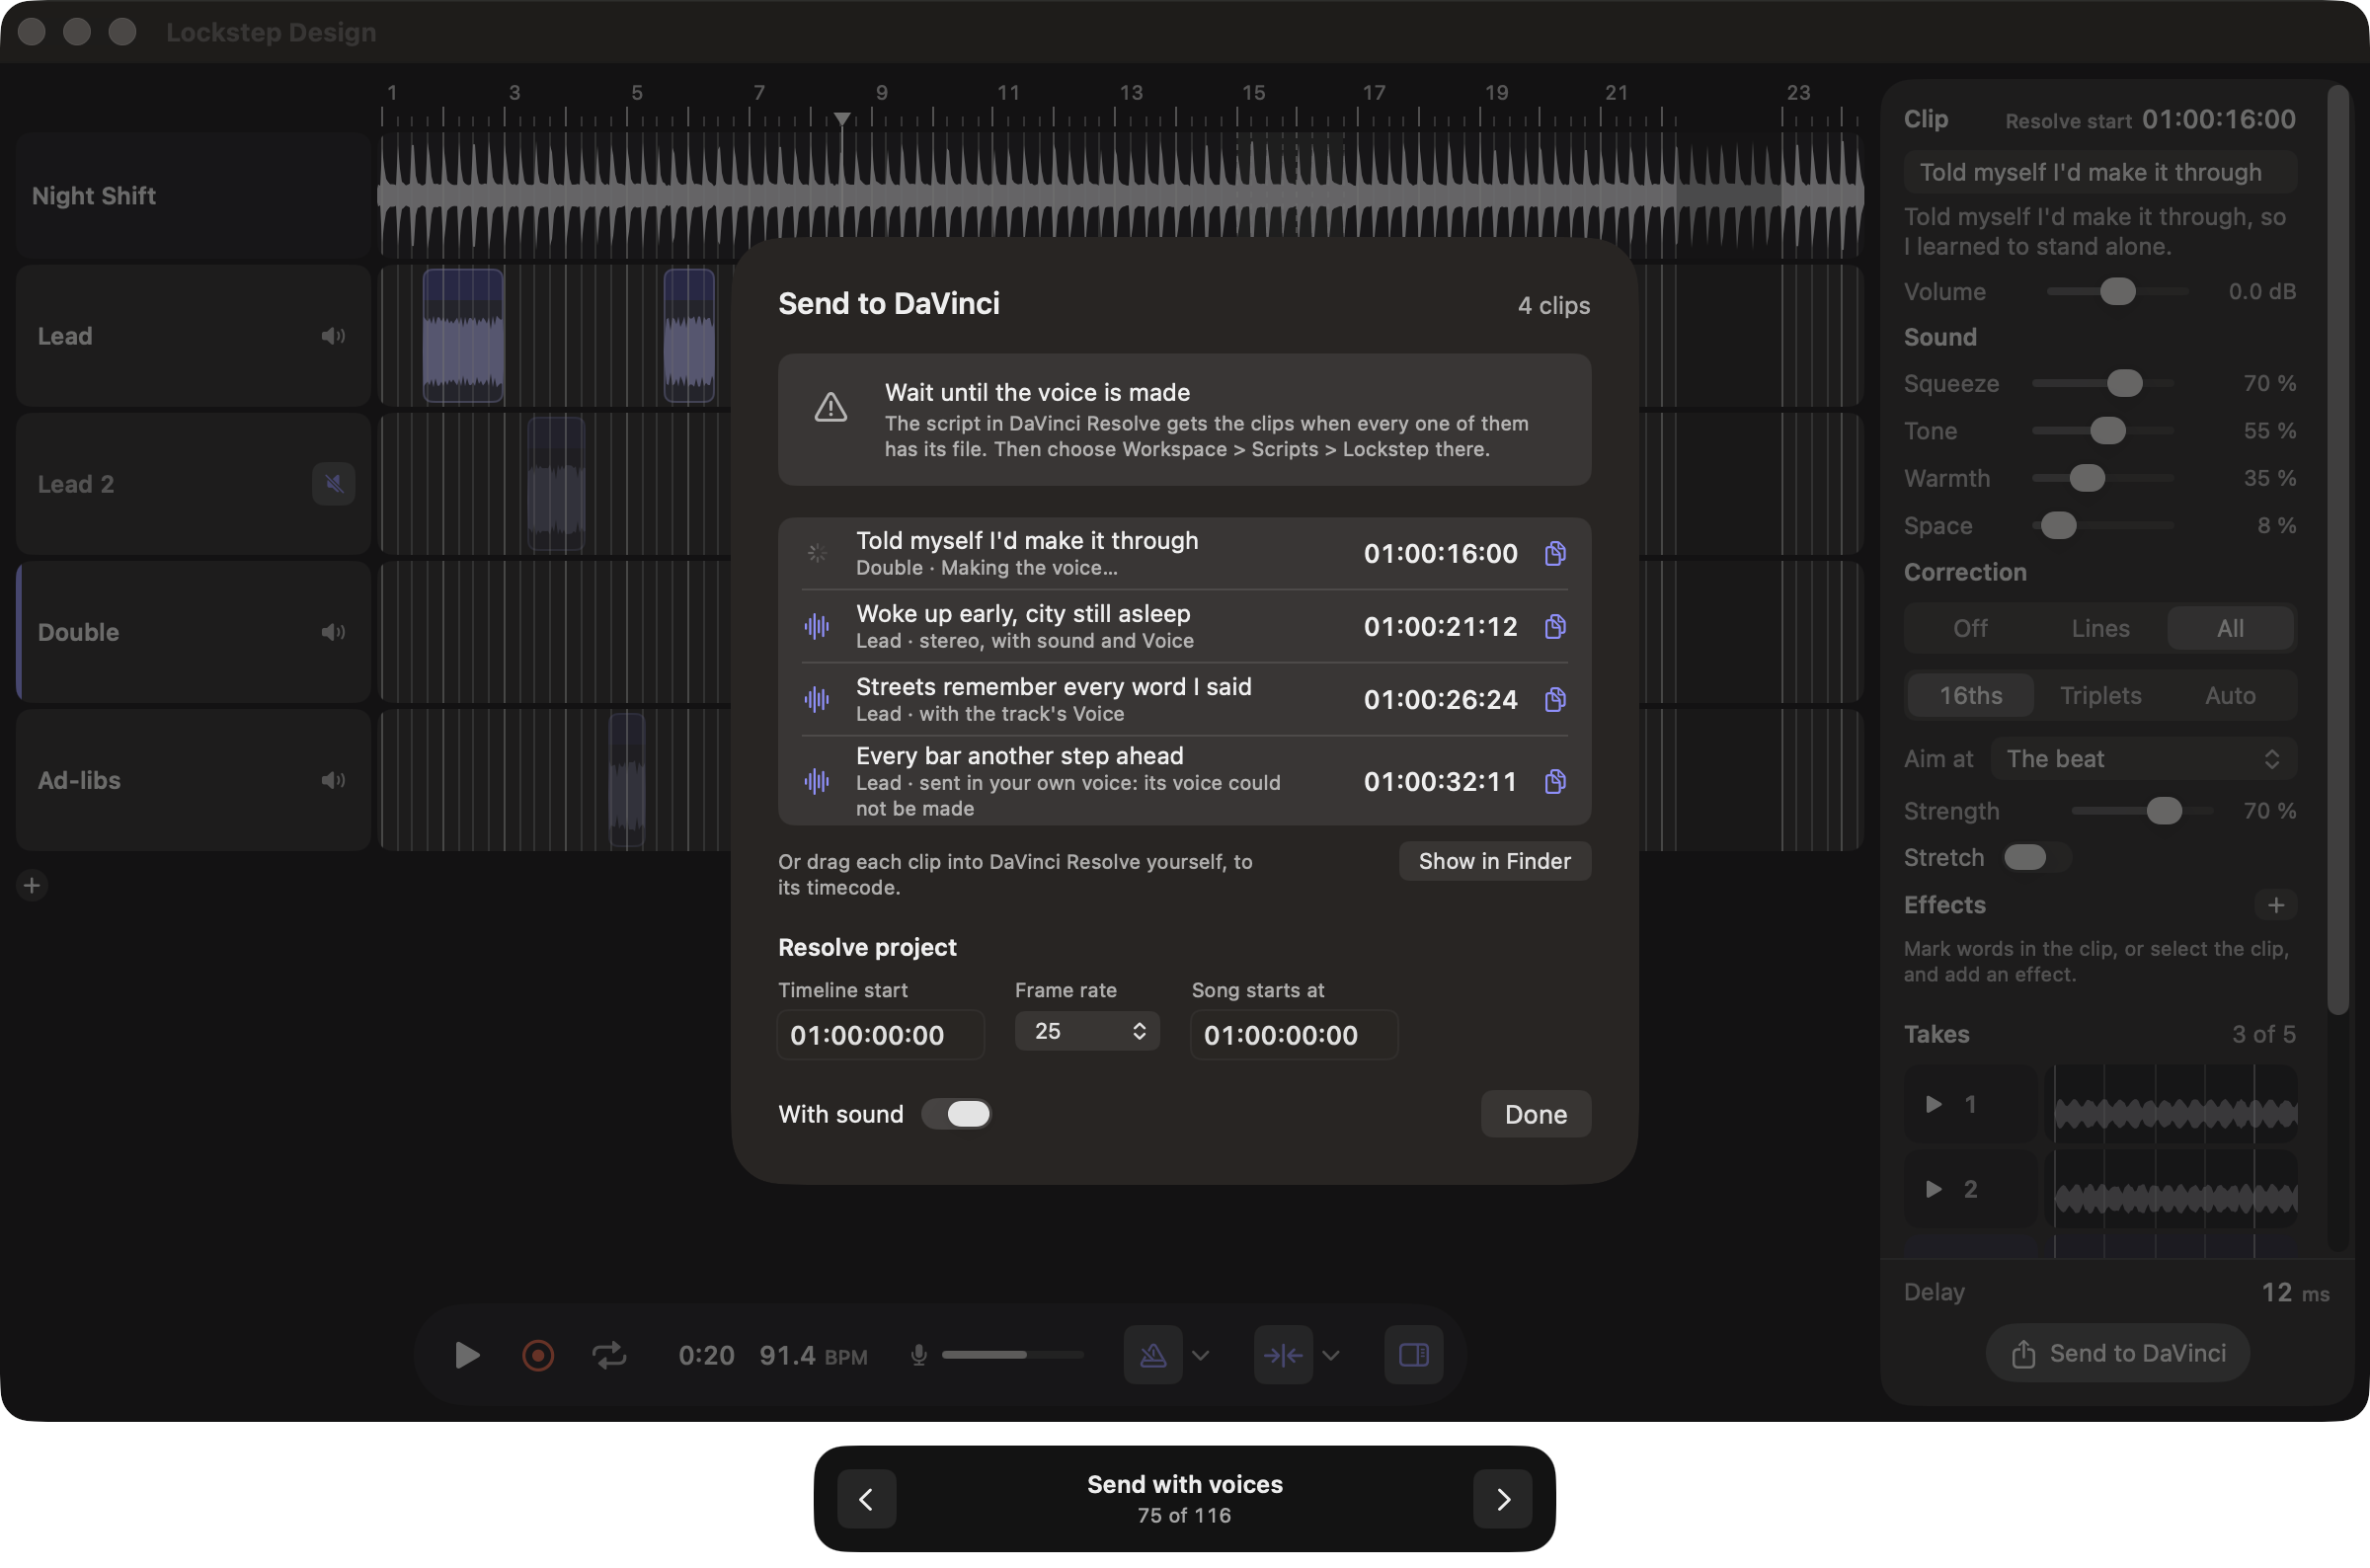 Lockstep Design
1 3 5 7 9 11 13 15 17 19 21 23
Night Shift
Lead
Lead 2
Double
Ad-libs
Send to DaVinci
4 clips
Wait until the voice is made
The script in DaVinci Resolve gets the clips when every one of them
has its file. Then choose Workspace > Scripts > Lockstep there.
Told myself I'd make it through
Double · Making the voice...
01:00:16:00
Woke up early, city still asleep
Lead · stereo, with sound and Voice
01:00:21:12
Streets remember every word I said
Lead · with the track's Voice
01:00:26:24
Every bar another step ahead
Lead · sent in your own voice: its voice could
not be made
01:00:32:11
Or drag each clip into DaVinci Resolve yourself, to
its timecode.
Show in Finder
Resolve project
Timeline start
01:00:00:00
Frame rate
25
Song starts at
01:00:00:00
With sound
Done
Clip
Resolve start 01:00:16:00
Told myself I'd make it through
Told myself I'd make it through, so
I learned to stand alone.
Volume 0.0 dB
Sound
Squeeze 70 %
Tone 55 %
Warmth 35 %
Space 8 %
Correction
Off Lines All
16ths Triplets Auto
Aim at The beat
Strength 70 %
Stretch
Effects
Mark words in the clip, or select the clip,
and add an effect.
Takes 3 of 5
1
2
Delay 12 ms
Send to DaVinci
0:20 91.4 BPM
Send with voices
75 of 116